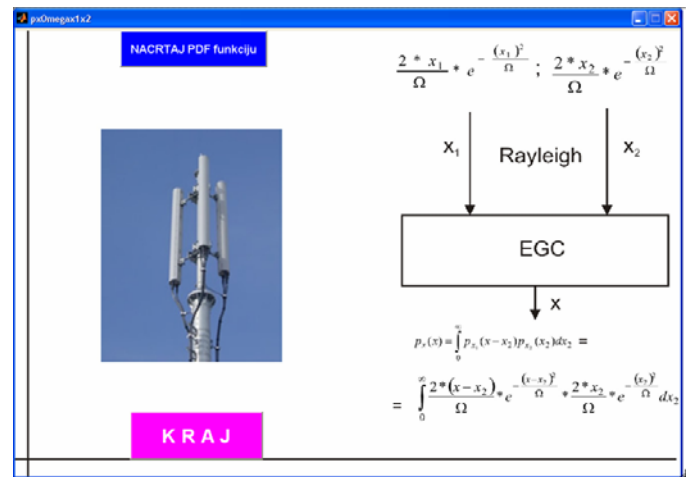 pxOmegax1x2
NACRTAJ PDF funkciju
2 * x₁ / Ω * e^(-(x₁)²/Ω) ; 2 * x₂ / Ω * e^(-(x₂)²/Ω)
x₁ Rayleigh x₂
EGC
x
pₓ(x) = ∫₀^∞ pₓ₁(x−x₂)pₓ₂(x₂)dx₂ =
= ∫₀^∞ 2*(x−x₂)/Ω * e^(-(x−x₂)²/Ω) * 2*x₂/Ω * e^(-(x₂)²/Ω) dx₂
K R A J